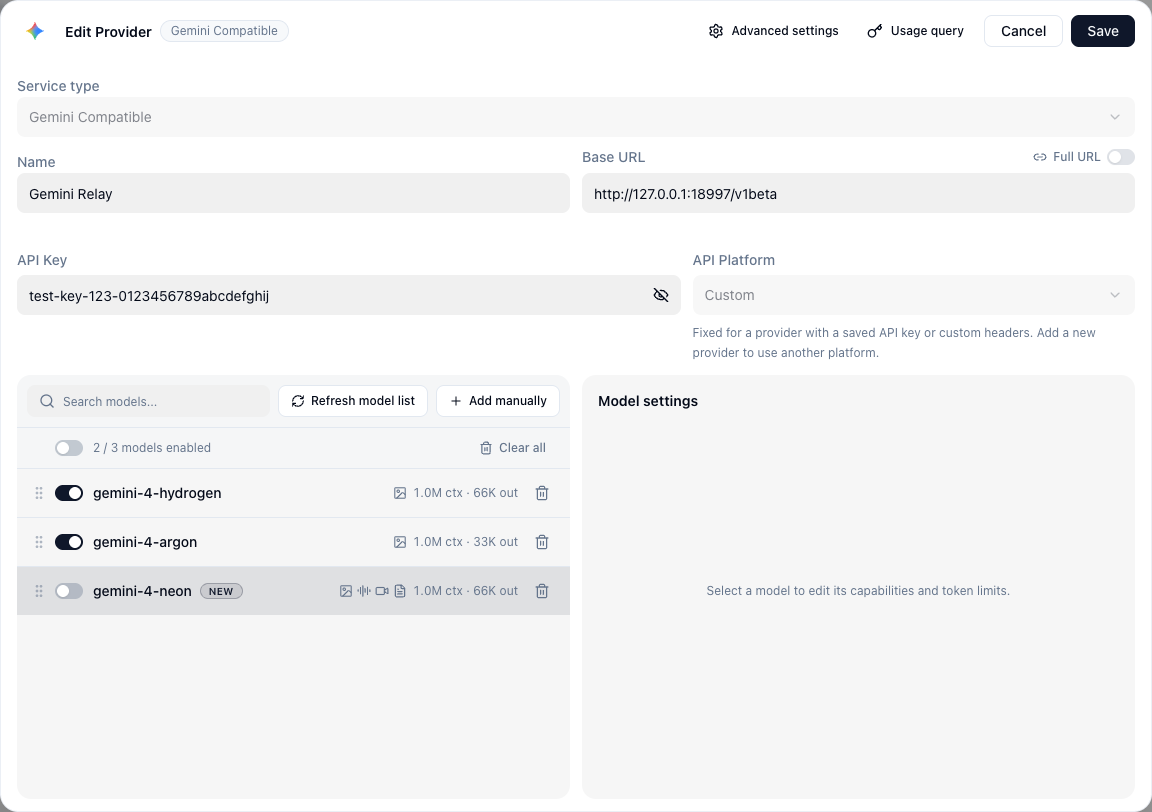 Edit Provider
Gemini Compatible
Advanced settings
Usage query
Cancel
Save
Service type
Gemini Compatible
Name
Base URL
Full URL
Gemini Relay
http://127.0.0.1:18997/v1beta
API Key
API Platform
test-key-123-0123456789abcdefghij
Custom
Fixed for a provider with a saved API key or custom headers. Add a new
provider to use another platform.
Search models...
Refresh model list
Add manually
Model settings
2 / 3 models enabled
Clear all
gemini-4-hydrogen
1.0M ctx · 66K out
gemini-4-argon
1.0M ctx · 33K out
gemini-4-neon
NEW
1.0M ctx · 66K out
Select a model to edit its capabilities and token limits.